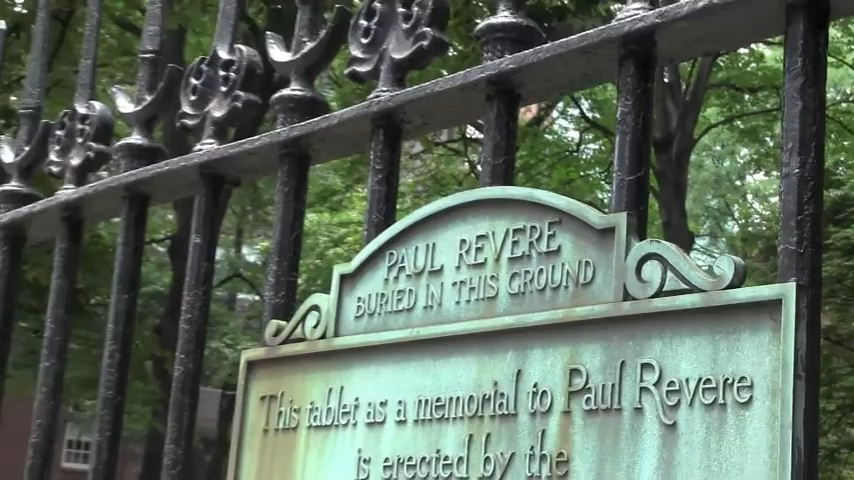 PAUL REVERE
BURIED IN THIS GROUND
This tablet as a memorial to Paul Revere
is erected by the